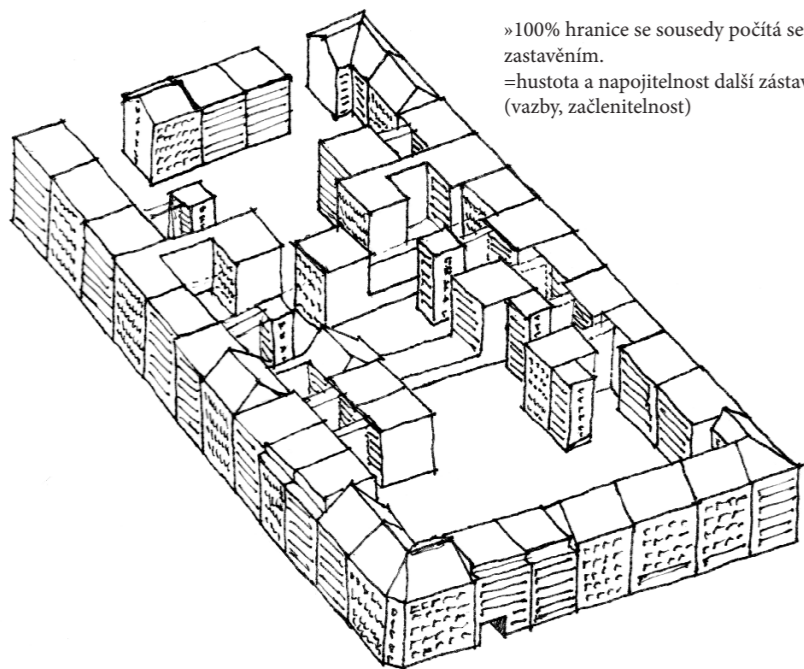 »100% hranice se sousedy počítá se
zastavěním.
=hustota a napojitelnost další zástav
(vazby, začlenitelnost)